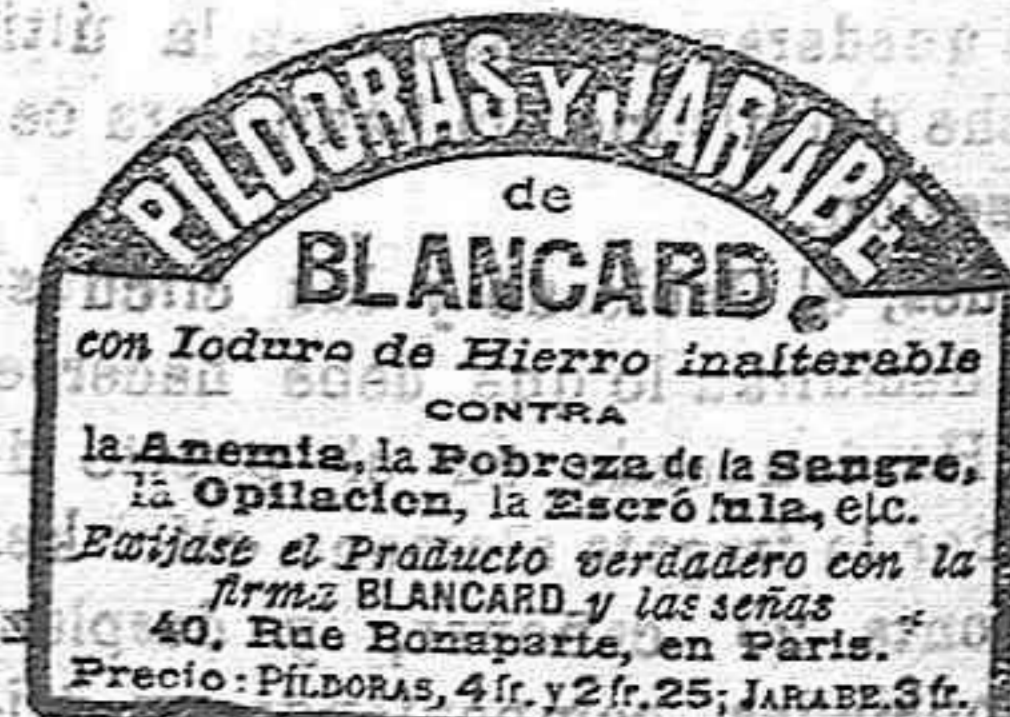 PILDORAS Y JARABE
de
BLANCARD
con Ioduro de Hierro inalterable
CONTRA
la Anemia, la Pobreza de la Sangre,
la Opilacion, la Escrófula, etc.
Exijase el Producto verdadero con la
firma BLANCARD y las señas
40, Rue Bonaparte, en Paris.
Precio: PÍLDORAS, 4 fr. y 2 fr. 25; JARABE. 3 fr.